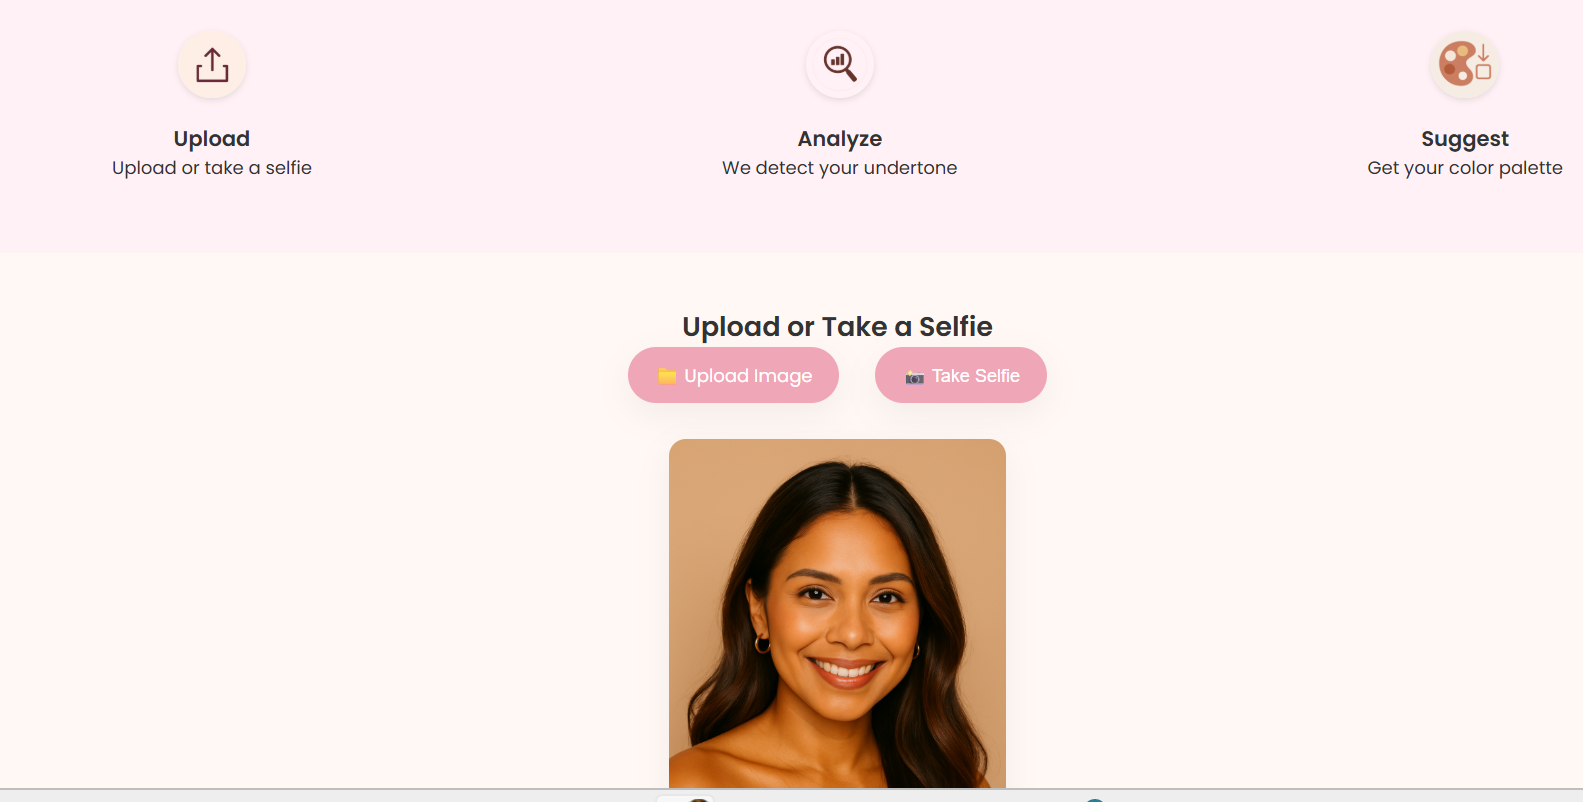 Upload
Upload or take a selfie
Analyze
We detect your undertone
Suggest
Get your color palette
Upload or Take a Selfie
Upload Image
Take Selfie